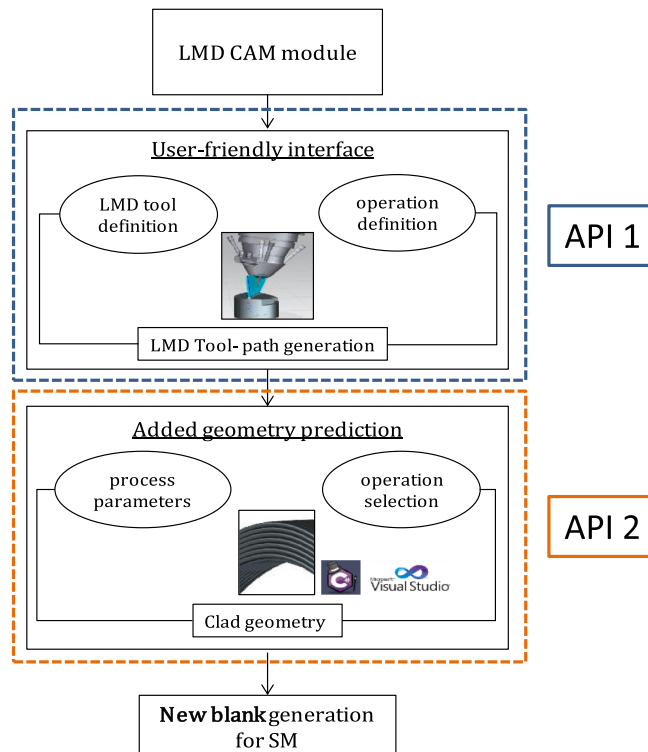 LMD CAM module
User-friendly interface
LMD tool
definition
operation
definition
LMD Tool- path generation
API 1
Added geometry prediction
process
parameters
operation
selection
Microsoft
Visual Studio
Clad geometry
API 2
New blank generation
for SM